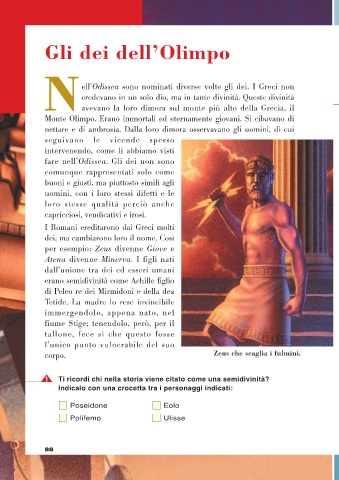 Gli dei dell'Olimpo
Nell'Odissea sono nominati diverse volte gli dei. I Greci non
credevano in un solo dio, ma in tante divinità. Queste divinità
avevano la loro dimora sul monte più alto della Grecia, il
Monte Olimpo. Erano immortali ed eternamente giovani. Si cibavano di
nettare e di ambrosia. Dalla loro dimora osservavano gli uomini, di cui
seguivano le vicende spesso
intervenendo, come li abbiamo visti
fare nell'Odissea. Gli dei non sono
comunque rappresentati solo come
buoni e giusti, ma piuttosto simili agli
uomini, con i loro stessi difetti e le
loro stesse qualità perciò anche
capricciosi, vendicativi e irosi.
I Romani ereditarono dai Greci molti
dei, ma cambiarono loro il nome. Così
per esempio: Zeus divenne Giove e
Atena divenne Minerva. I figli nati
dall'unione tra dei ed esseri umani
erano semidivinità come Achille figlio
di Peleo re dei Mirmidoni e della dea
Tetide. La madre lo rese invincibile
immergendolo, appena nato, nel
fiume Stige; tenendolo, però, per il
tallone, fece sì che questo fosse
l'unico punto vulnerabile del suo
corpo.
Zeus che scaglia i fulmini.
1 Ti ricordi chi nella storia viene citato come una semidivinità?
Indicalo con una crocetta tra i personaggi indicati:
Poseidone Eolo
Polifemo Ulisse
88